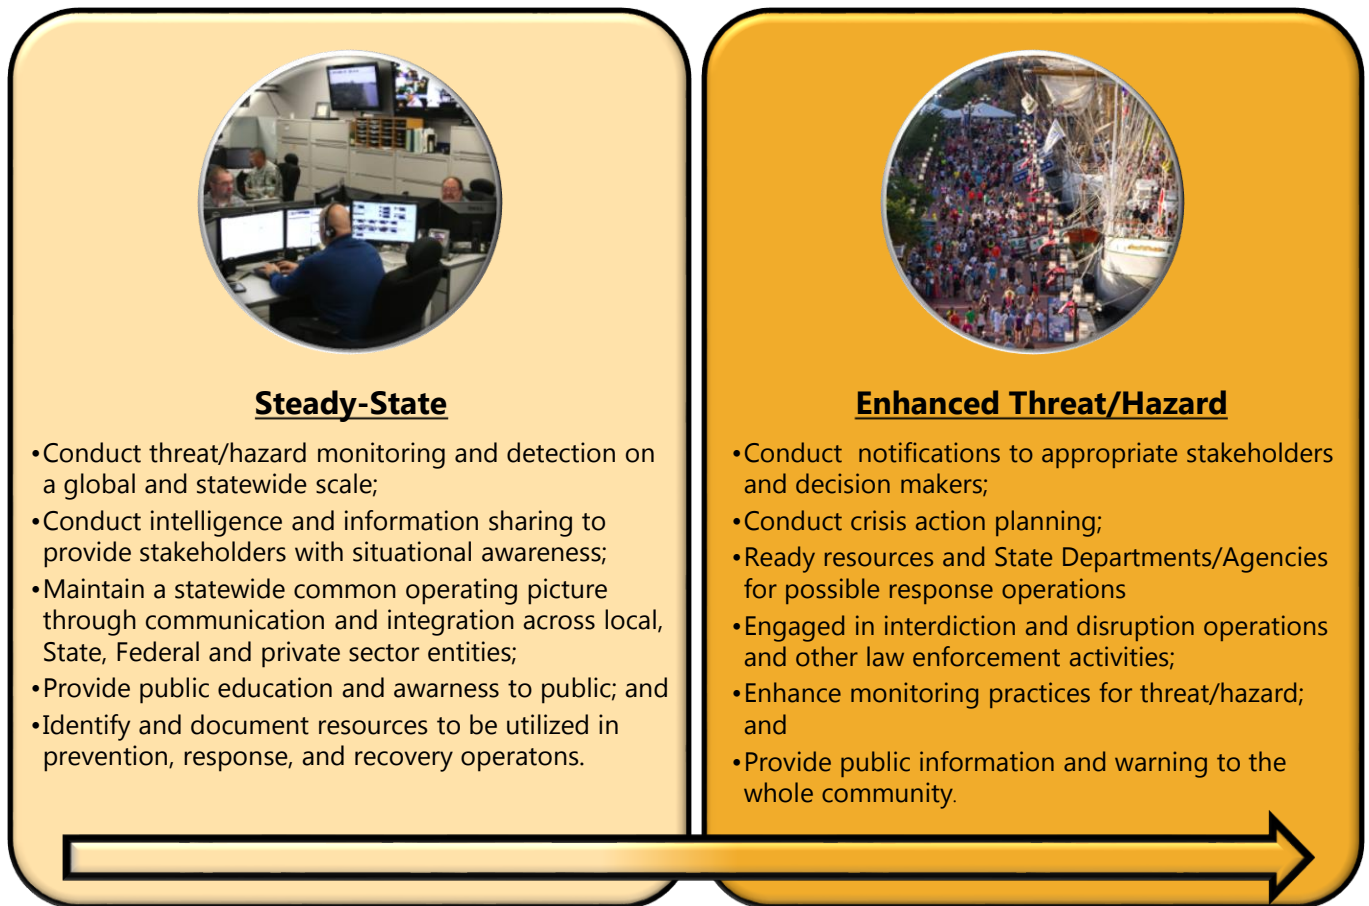 Steady-State
•Conduct threat/hazard monitoring and detection on
a global and statewide scale;
•Conduct intelligence and information sharing to
provide stakeholders with situational awareness;
•Maintain a statewide common operating picture
through communication and integration across local,
State, Federal and private sector entities;
•Provide public education and awarness to public; and
•Identify and document resources to be utilized in
prevention, response, and recovery operatons.
Enhanced Threat/Hazard
•Conduct  notifications to appropriate stakeholders
and decision makers;
•Conduct crisis action planning;
•Ready resources and State Departments/Agencies
for possible response operations
•Engaged in interdiction and disruption operations
and other law enforcement activities;
•Enhance monitoring practices for threat/hazard;
and
•Provide public information and warning to the
whole community.